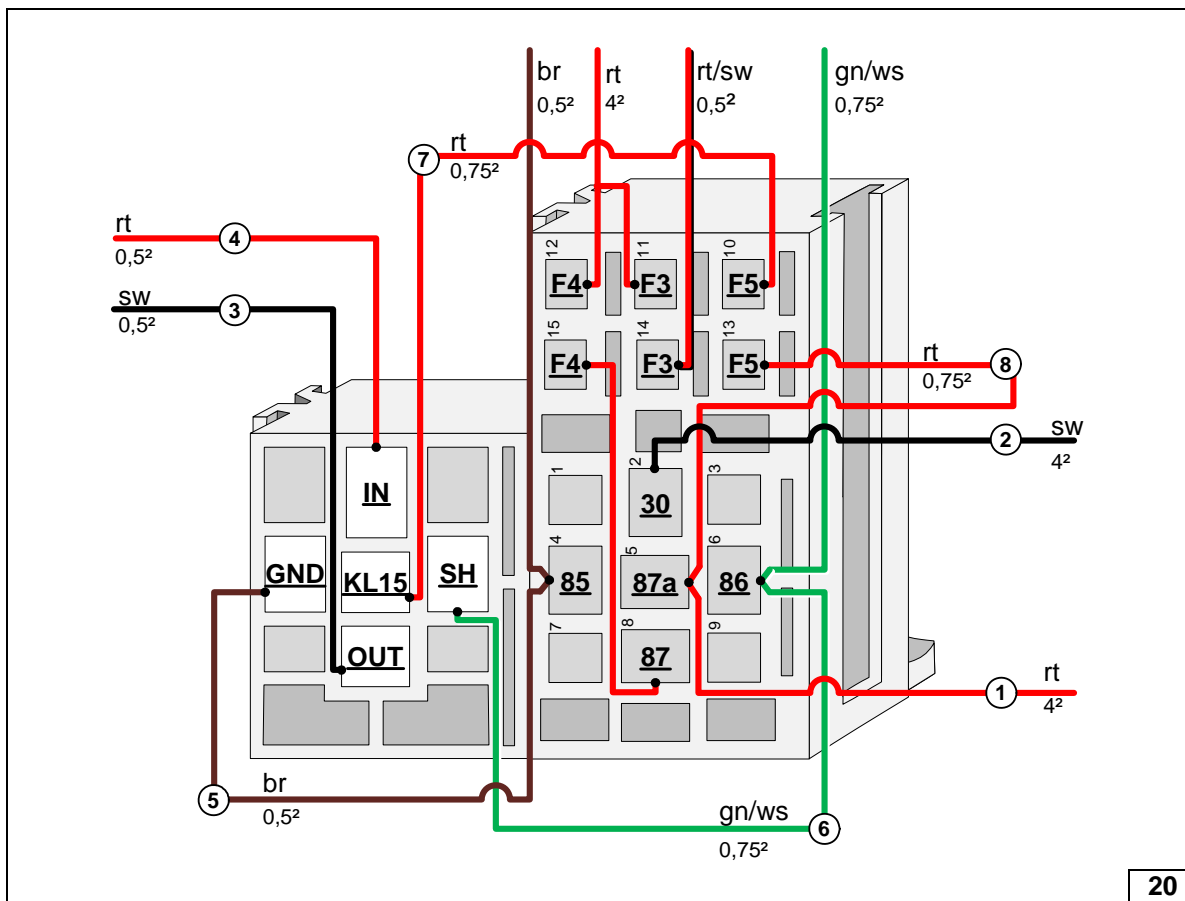 br
0,5²
rt
4²
rt/sw
0,5²
gn/ws
0,75²
7
rt
0,75²
rt
0,5²
4
sw
0,5²
3
12
F4
11
F3
10
F5
15
F4
14
F3
13
F5
rt
0,75²
8
2
sw
4²
IN
1
2
30
3
GND
KL15
SH
4
85
5
87a
6
86
OUT
7
8
87
9
1
rt
4²
5
br
0,5²
gn/ws
0,75²
6
20